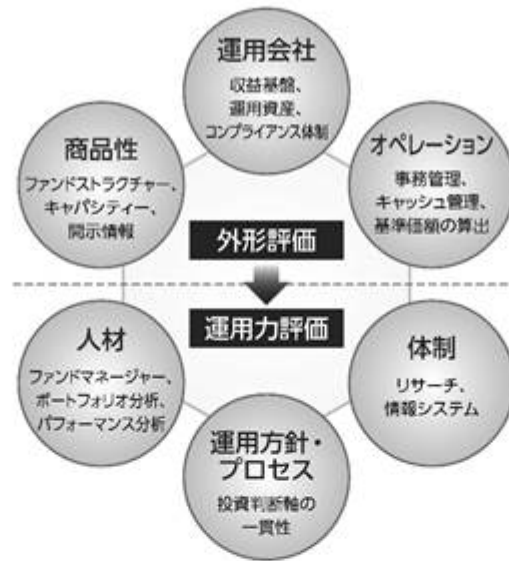 運用会社
収益基盤、
運用資産、
コンプライアンス体制
商品性
ファンドストラクチャー、
キャパシティー、
開示情報
オペレーション
事務管理、
キャッシュ管理、
基準価額の算出
外形評価
運用力評価
人材
ファンドマネージャー、
ポートフォリオ分析、
パフォーマンス分析
体制
リサーチ、
情報システム
運用方針・
プロセス
投資判断軸の
一貫性